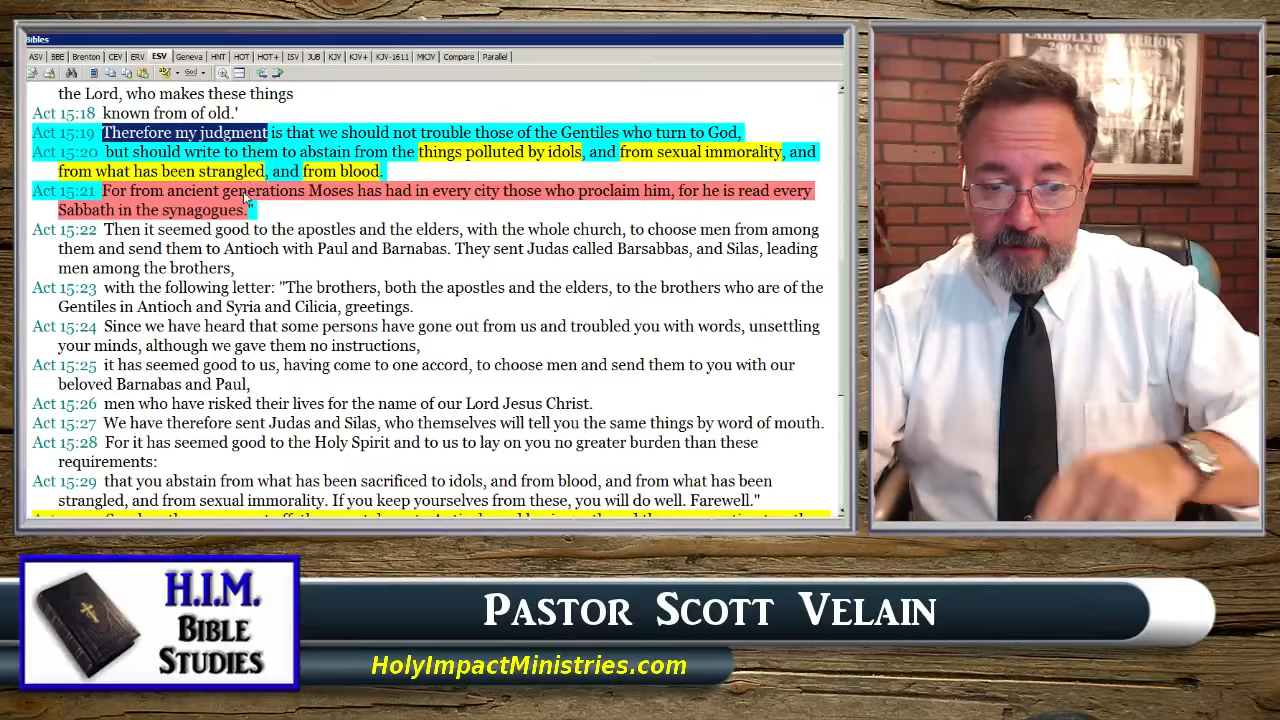 Bibles
ASV BBE Brenton CEV ERV ESV Geneva HNT HOT HOT+ ISV JUB KJV KJV+ KJV-1611 MKJV Compare Parallel
God
the Lord, who makes these things
Act 15:18 known from of old.'
Act 15:19 Therefore my judgment is that we should not trouble those of the Gentiles who turn to God,
Act 15:20 but should write to them to abstain from the things polluted by idols, and from sexual immorality, and
from what has been strangled, and from blood.
Act 15:21 For from ancient generations Moses has had in every city those who proclaim him, for he is read every
Sabbath in the synagogues."
Act 15:22 Then it seemed good to the apostles and the elders, with the whole church, to choose men from among
them and send them to Antioch with Paul and Barnabas. They sent Judas called Barsabbas, and Silas, leading
men among the brothers,
Act 15:23 with the following letter: "The brothers, both the apostles and the elders, to the brothers who are of the
Gentiles in Antioch and Syria and Cilicia, greetings.
Act 15:24 Since we have heard that some persons have gone out from us and troubled you with words, unsettling
your minds, although we gave them no instructions,
Act 15:25 it has seemed good to us, having come to one accord, to choose men and send them to you with our
beloved Barnabas and Paul,
Act 15:26 men who have risked their lives for the name of our Lord Jesus Christ.
Act 15:27 We have therefore sent Judas and Silas, who themselves will tell you the same things by word of mouth.
Act 15:28 For it has seemed good to the Holy Spirit and to us to lay on you no greater burden than these
requirements:
Act 15:29 that you abstain from what has been sacrificed to idols, and from blood, and from what has been
strangled, and from sexual immorality. If you keep yourselves from these, you will do well. Farewell."
CARROLLTON WARRIORS
H.I.M.
BIBLE
STUDIES
PASTOR SCOTT VELAIN
HolyImpactMinistries.com